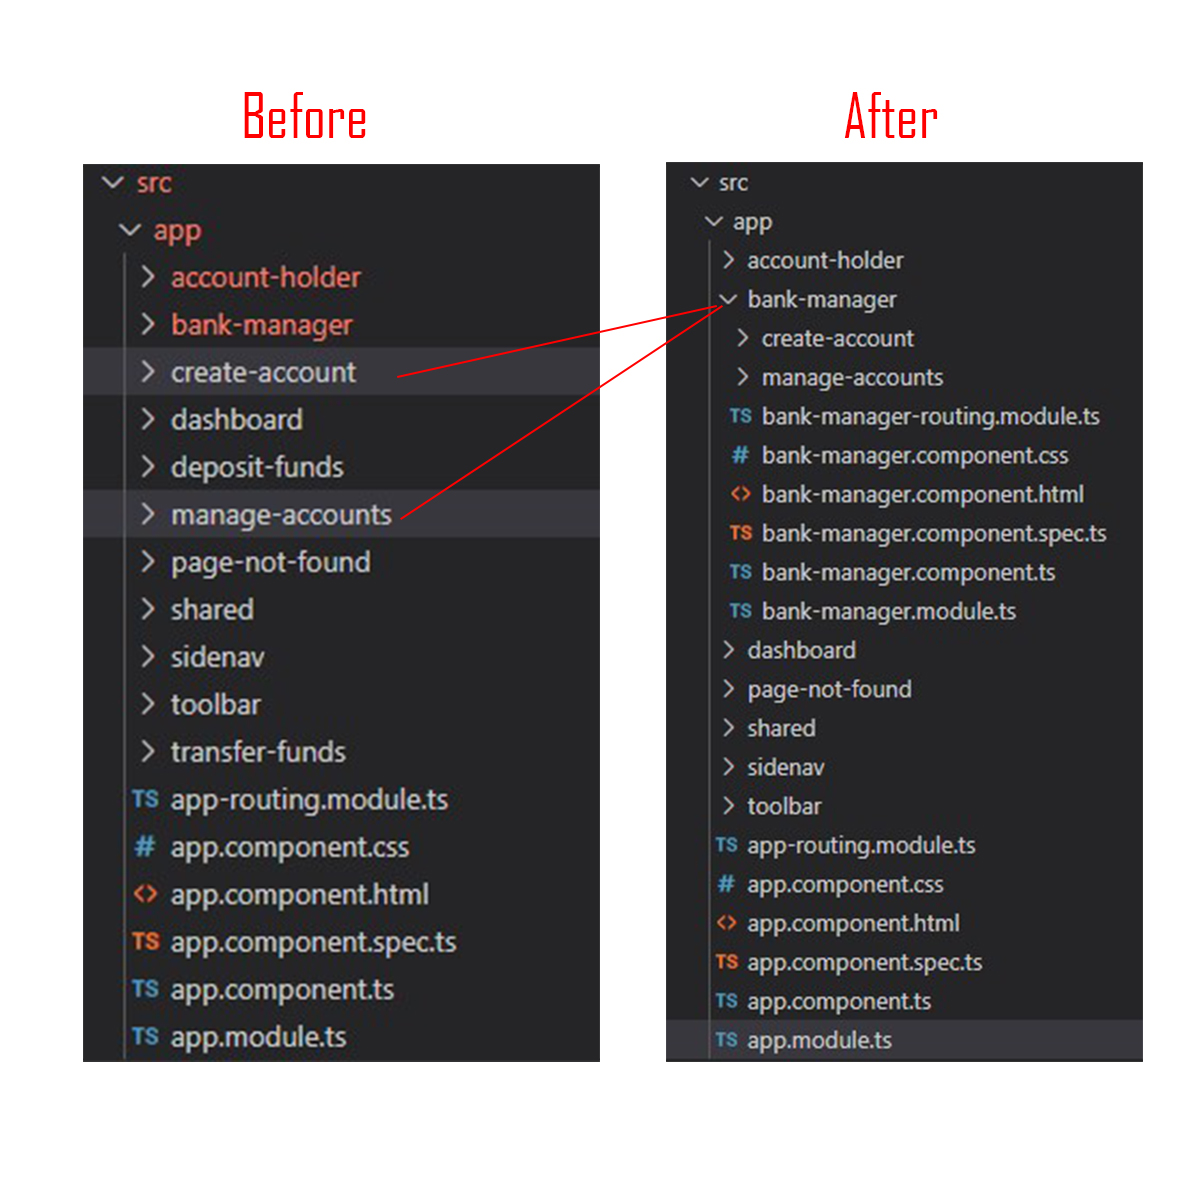 Before
src
app
account-holder
bank-manager
create-account
dashboard
deposit-funds
manage-accounts
page-not-found
shared
sidenav
toolbar
transfer-funds
TS app-routing.module.ts
# app.component.css
<> app.component.html
TS app.component.spec.ts
TS app.component.ts
TS app.module.ts
After
src
app
account-holder
bank-manager
create-account
manage-accounts
TS bank-manager-routing.module.ts
# bank-manager.component.css
<> bank-manager.component.html
TS bank-manager.component.spec.ts
TS bank-manager.component.ts
TS bank-manager.module.ts
dashboard
page-not-found
shared
sidenav
toolbar
TS app-routing.module.ts
# app.component.css
<> app.component.html
TS app.component.spec.ts
TS app.component.ts
TS app.module.ts